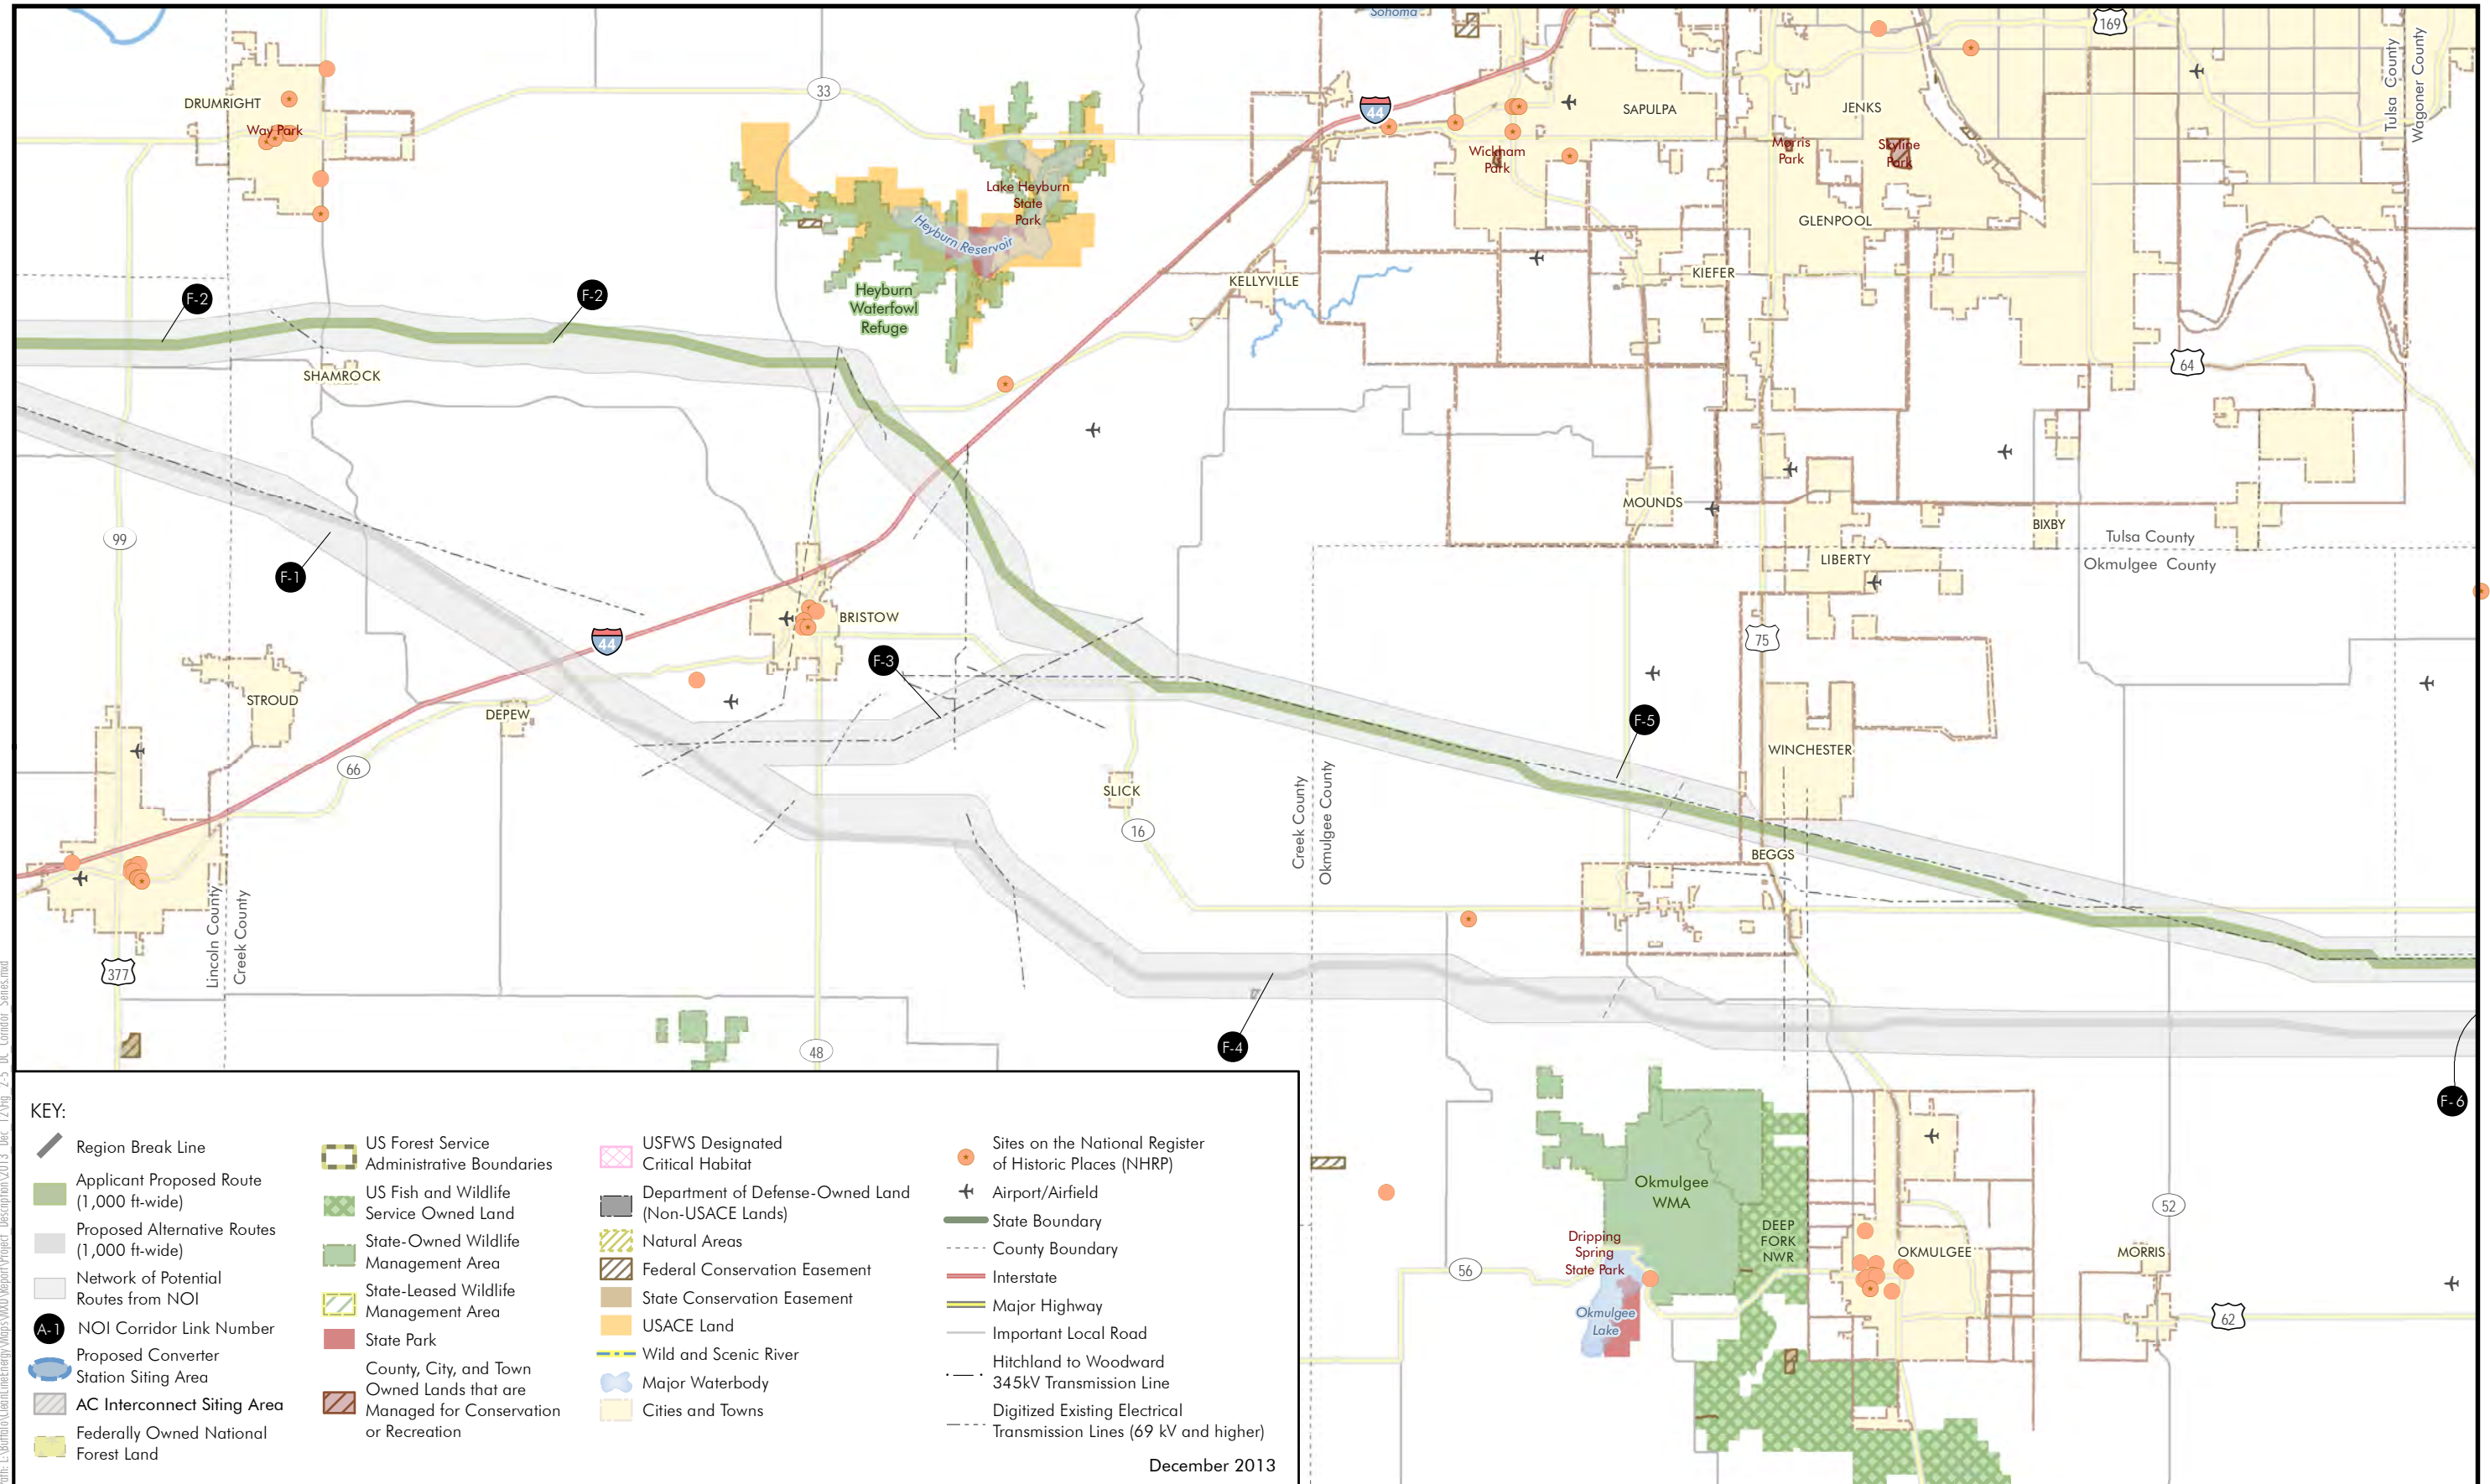 Sohoma
169
Tulsa County
Wagoner County
DRUMRIGHT
Way Park
33
44
SAPULPA
JENKS
Wickham
Park
Morris
Park
Skyline
Park
Lake Heyburn
State
Park
Heyburn Reservoir
GLENPOOL
Heyburn
Waterfowl
Refuge
KELLYVILLE
KIEFER
F-2
F-2
SHAMROCK
64
99
F-1
MOUNDS
BIXBY
Tulsa County
Okmulgee County
LIBERTY
44
BRISTOW
75
F-3
STROUD
DEPEW
F-5
WINCHESTER
66
SLICK
16
Creek County
Okmulgee County
BEGGS
Lincoln County
Creek County
377
48
F-4
F-6
Okmulgee
WMA
Dripping
Spring
State Park
DEEP
FORK
NWR
OKMULGEE
MORRIS
52
56
Okmulgee
Lake
62
KEY:
Region Break Line
Applicant Proposed Route
(1,000 ft-wide)
Proposed Alternative Routes
(1,000 ft-wide)
Network of Potential
Routes from NOI
A-1
NOI Corridor Link Number
Proposed Converter
Station Siting Area
AC Interconnect Siting Area
Federally Owned National
Forest Land
US Forest Service
Administrative Boundaries
US Fish and Wildlife
Service Owned Land
State-Owned Wildlife
Management Area
State-Leased Wildlife
Management Area
State Park
County, City, and Town
Owned Lands that are
Managed for Conservation
or Recreation
USFWS Designated
Critical Habitat
Department of Defense-Owned Land
(Non-USACE Lands)
Natural Areas
Federal Conservation Easement
State Conservation Easement
USACE Land
Wild and Scenic River
Major Waterbody
Cities and Towns
Sites on the National Register
of Historic Places (NHRP)
Airport/Airfield
State Boundary
County Boundary
Interstate
Major Highway
Important Local Road
Hitchland to Woodward
345kV Transmission Line
Digitized Existing Electrical
Transmission Lines (69 kV and higher)
December 2013